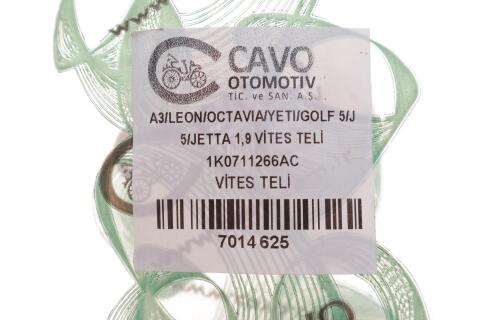 CAVO
OTOMOTIV
TİC. ve SAN. A.Ş.
A3/LEON/OCTAVIA/YETI/GOLF 5/J
5/JETTA 1,9 VİTES TELİ
1K0711266AC
VİTES TELİ
7014 625